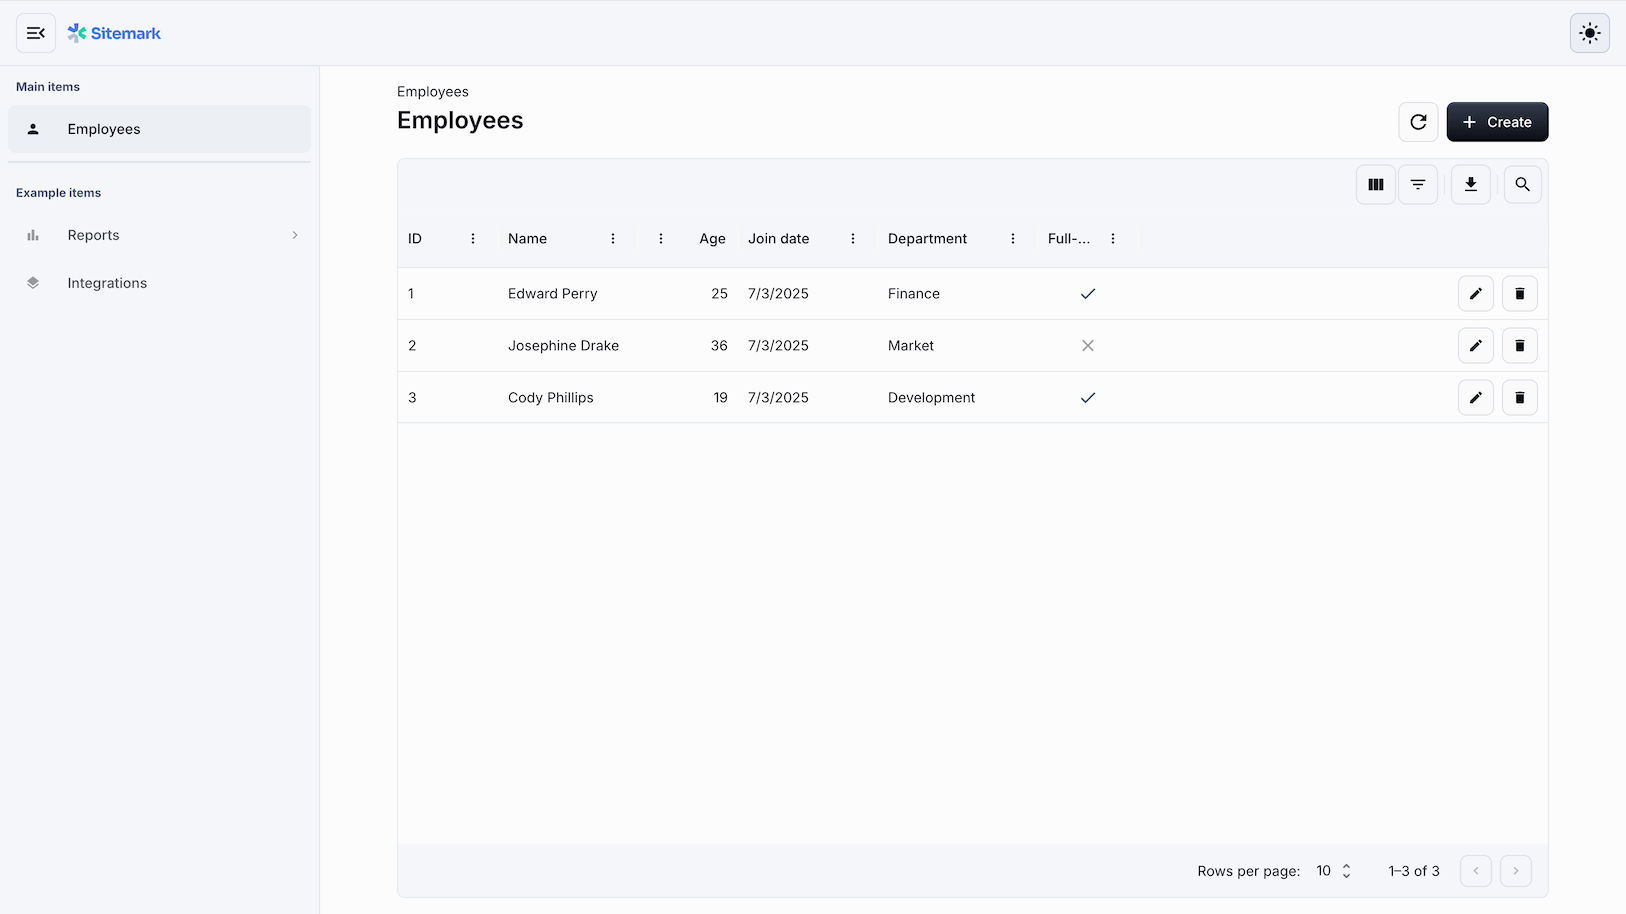 Sitemark
Main items
Employees
Example items
Reports
Integrations
Employees
Employees
Create
ID Name Age Join date Department Full-...
1 Edward Perry 25 7/3/2025 Finance
2 Josephine Drake 36 7/3/2025 Market
3 Cody Phillips 19 7/3/2025 Development
Rows per page: 10 1–3 of 3